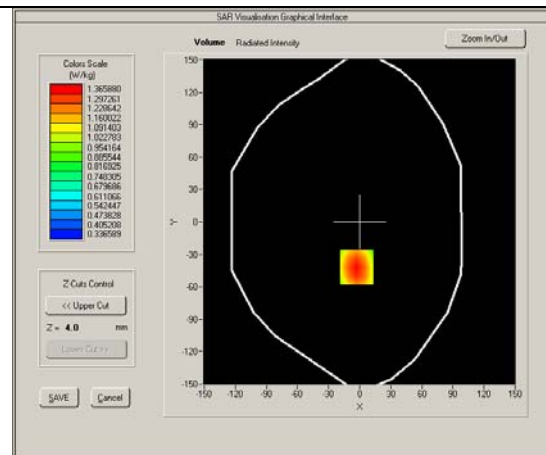 SAR Visualisation Graphical Interface
Volume Radiated Intensity
Zoom In/Out
Colors Scale
(W/kg)
1.365880
1.297261
1.228642
1.160022
1.091403
1.022783
0.954164
0.885544
0.816925
0.748305
0.679686
0.611066
0.542447
0.473828
0.405208
0.336589
Z Cuts Control
<< Upper Cut
Z = 4.0 mm
Lower Cut >>
SAVE Cancel
Y
150
120
90
60
30
0
-30
-60
-90
-120
-150
-150 -120 -90 -60 -30 0 30 60 90 120 150
X